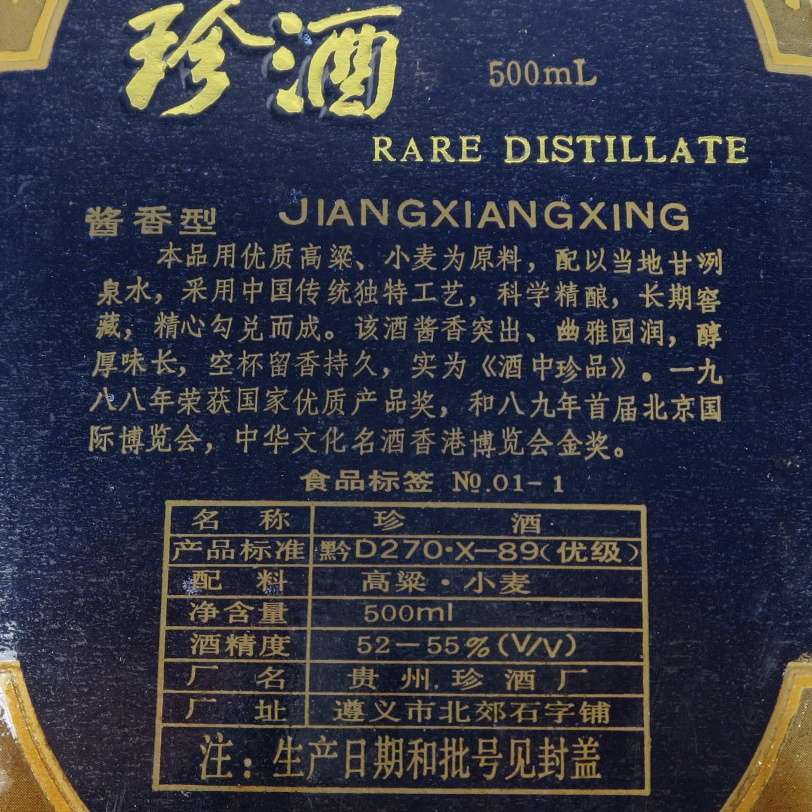 珍酒
500mL
RARE DISTILLATE
酱香型 JIANGXIANGXING
本品用优质高粱、小麦为原料，配以当地甘洌
泉水，采用中国传统独特工艺，科学精酿，长期窖
藏，精心勾兑而成。该酒酱香突出、幽雅园润，醇
厚味长，空杯留香持久，实为《酒中珍品》。一九
八八年荣获国家优质产品奖，和八九年首届北京国
际博览会，中华文化名酒香港博览会金奖。
食品标签 №.01-1
名称 珍酒
产品标准 黔D270·X—89(优级)
配料 高粱·小麦
净含量 500ml
酒精度 52—55%(V/V)
厂名 贵州珍酒厂
厂址 遵义市北郊石字铺
注：生产日期和批号见封盖